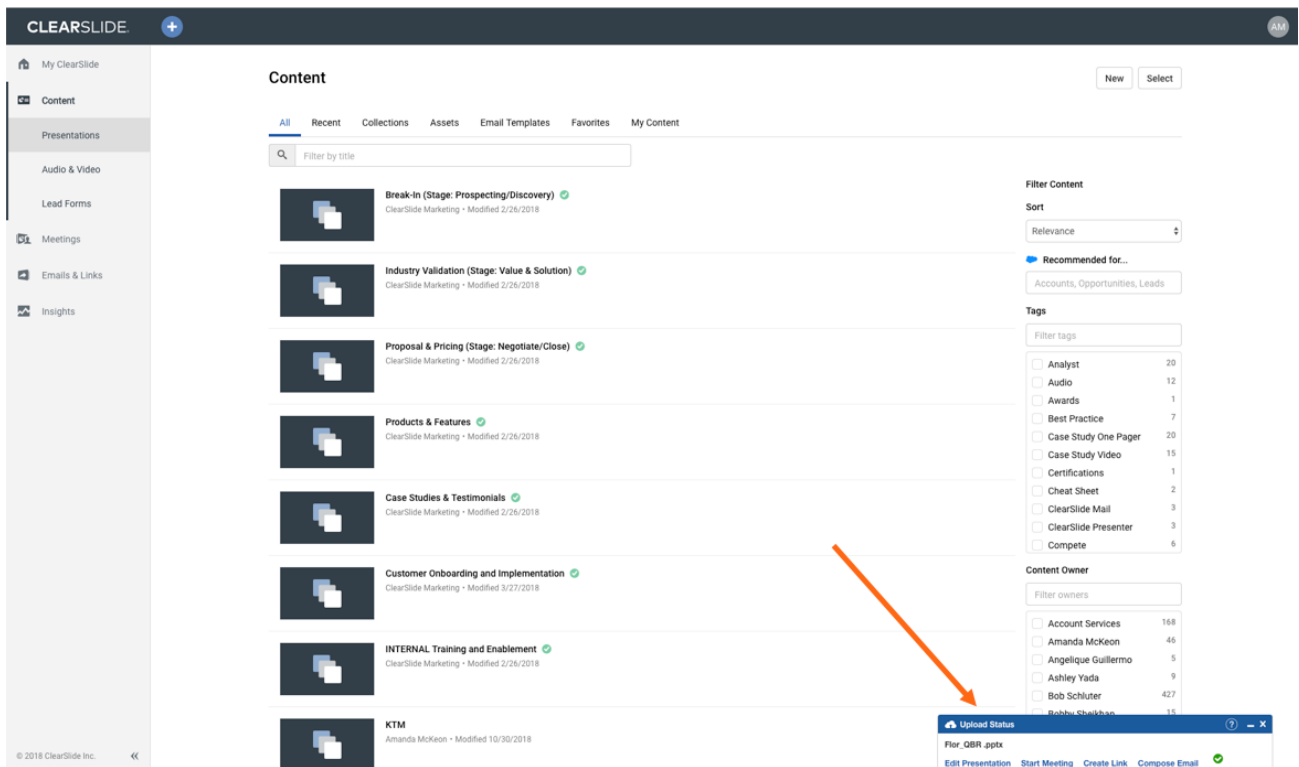 CLEARSLIDE.
AM
My ClearSlide
Content
Presentations
Audio & Video
Lead Forms
Meetings
Emails & Links
Insights
© 2018 ClearSlide Inc.
Content
New
Select
All Recent Collections Assets Email Templates Favorites My Content
Filter by title
Break-In (Stage: Prospecting/Discovery)
ClearSlide Marketing • Modified 2/26/2018
Industry Validation (Stage: Value & Solution)
ClearSlide Marketing • Modified 2/26/2018
Proposal & Pricing (Stage: Negotiate/Close)
ClearSlide Marketing • Modified 2/26/2018
Products & Features
ClearSlide Marketing • Modified 2/26/2018
Case Studies & Testimonials
ClearSlide Marketing • Modified 2/26/2018
Customer Onboarding and Implementation
ClearSlide Marketing • Modified 3/27/2018
INTERNAL Training and Enablement
ClearSlide Marketing • Modified 2/26/2018
KTM
Amanda McKeon • Modified 10/30/2018
Filter Content
Sort
Relevance
Recommended for...
Accounts, Opportunities, Leads
Tags
Filter tags
Analyst 20
Audio 12
Awards 1
Best Practice 7
Case Study One Pager 20
Case Study Video 15
Certifications 1
Cheat Sheet 2
ClearSlide Mail 3
ClearSlide Presenter 3
Compete 6
Content Owner
Filter owners
Account Services 168
Amanda McKeon 46
Angelique Guillermo 5
Ashley Yada 9
Bob Schluter 427
Bobby Sheikhan 15
Upload Status
Flor_QBR .pptx
Edit Presentation Start Meeting Create Link Compose Email